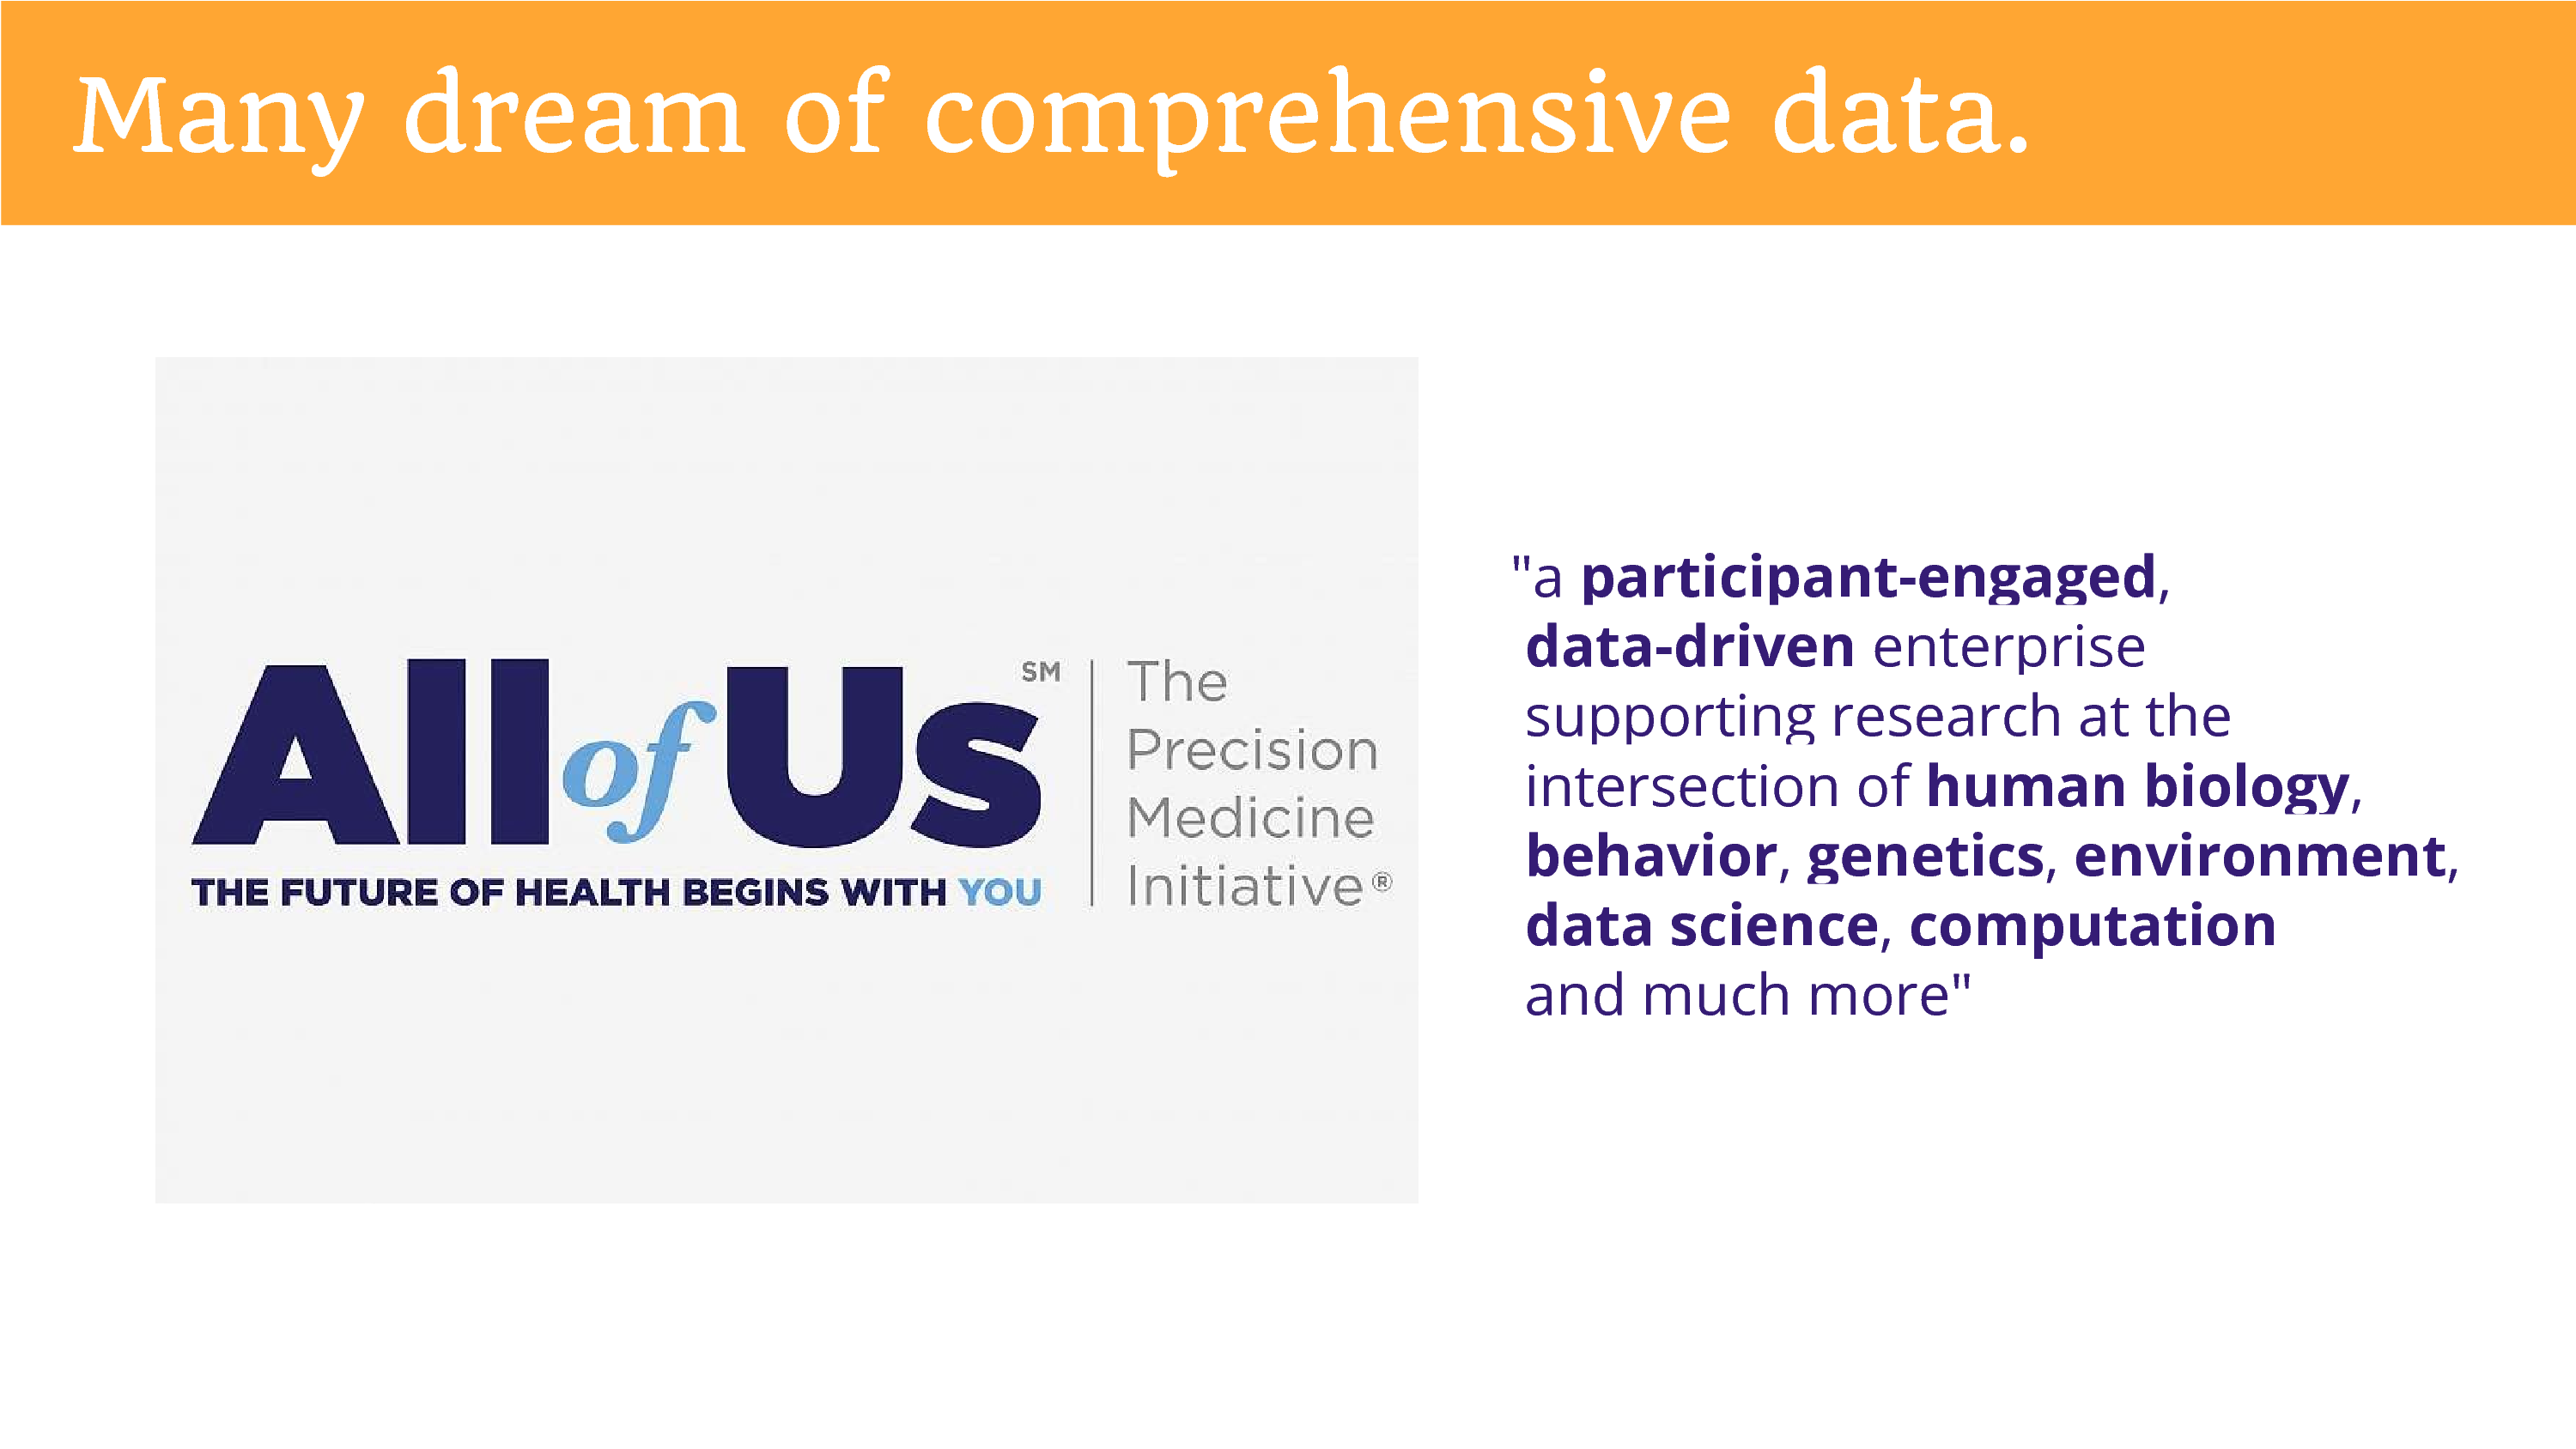 Many dream of comprehensive data.
All of Us SM
THE FUTURE OF HEALTH BEGINS WITH YOU
The
Precision
Medicine
Initiative®
"a participant-engaged,
data-driven enterprise
supporting research at the
intersection of human biology,
behavior, genetics, environment,
data science, computation
and much more"